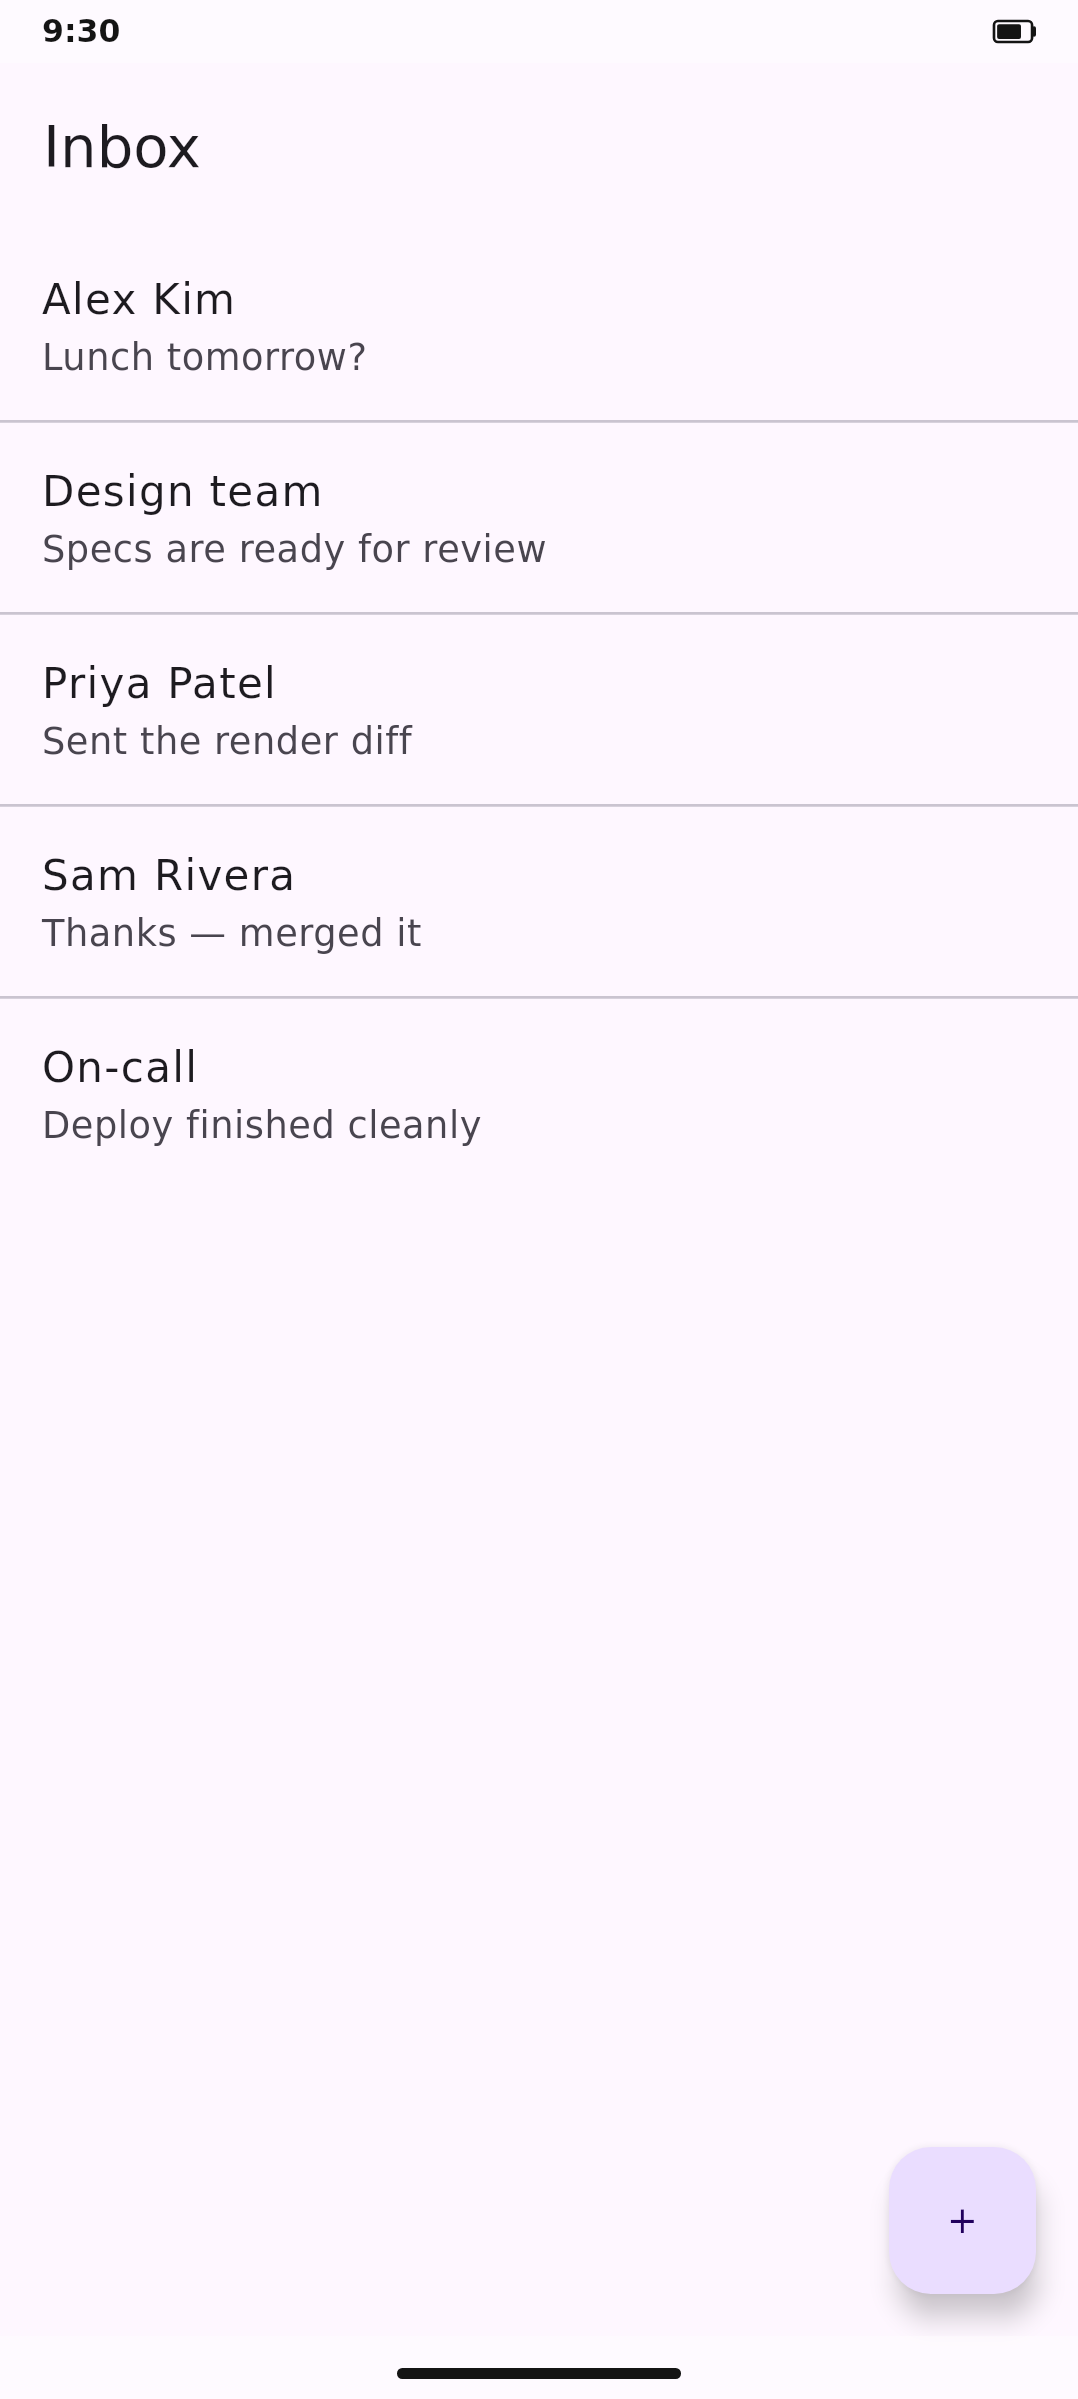 9:30
Inbox
Alex Kim
Lunch tomorrow?
Design team
Specs are ready for review
Priya Patel
Sent the render diff
Sam Rivera
Thanks — merged it
On-call
Deploy finished cleanly
+